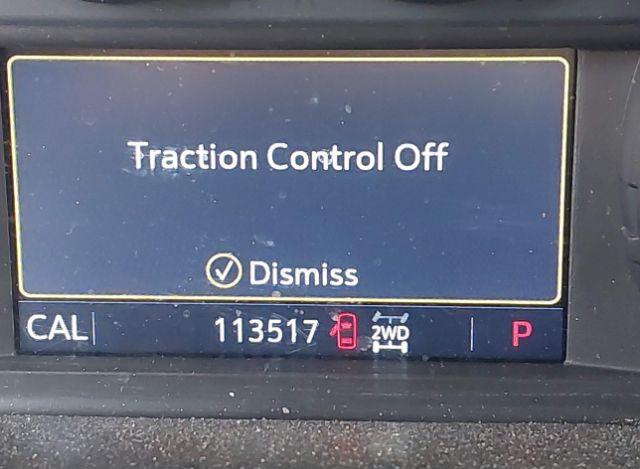 Traction Control Off
Dismiss
CAL 113517 2WD P